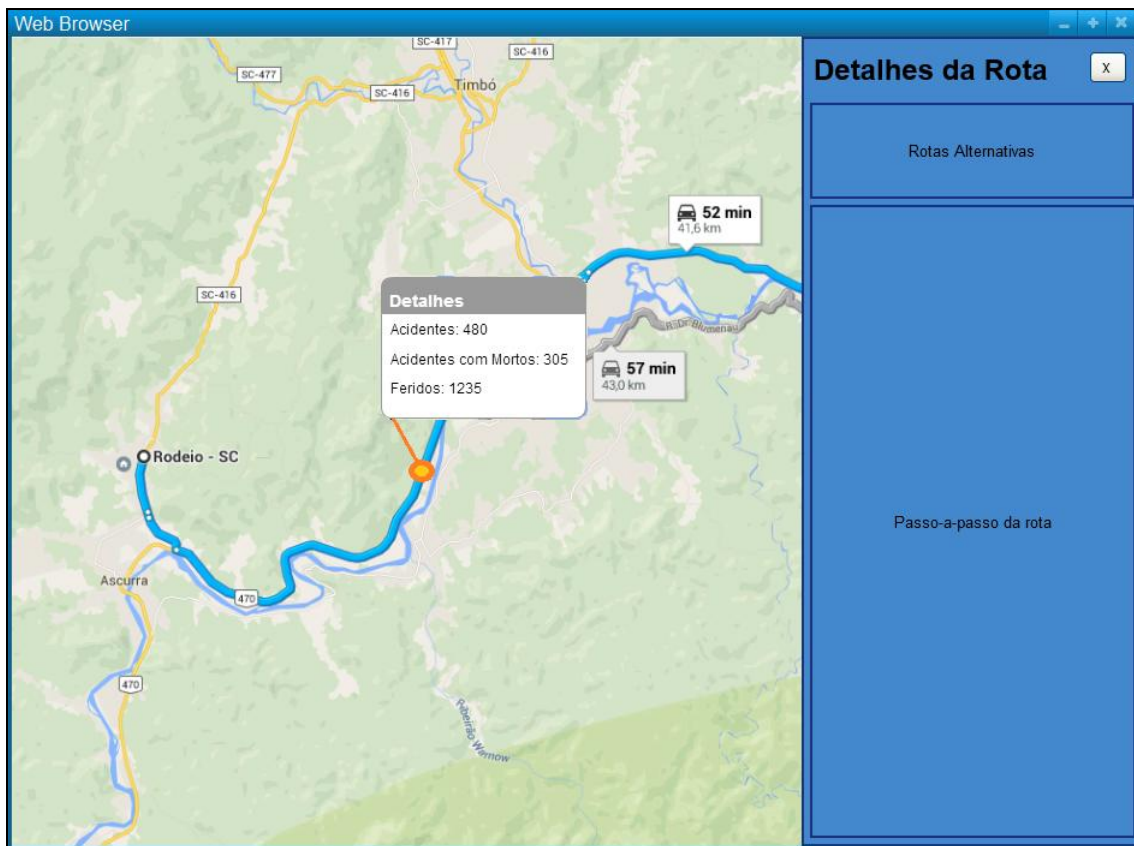 Web Browser
SC-417
SC-416
SC-477
SC-416
Timbó
52 min
41,6 km
SC-416
Detalhes
Acidentes: 480
Acidentes com Mortos: 305
Feridos: 1235
R. Dr Blumenau
57 min
43,0 km
Rodeio - SC
Ascurra
470
470
Ribeirão Warnow
Detalhes da Rota
X
Rotas Alternativas
Passo-a-passo da rota